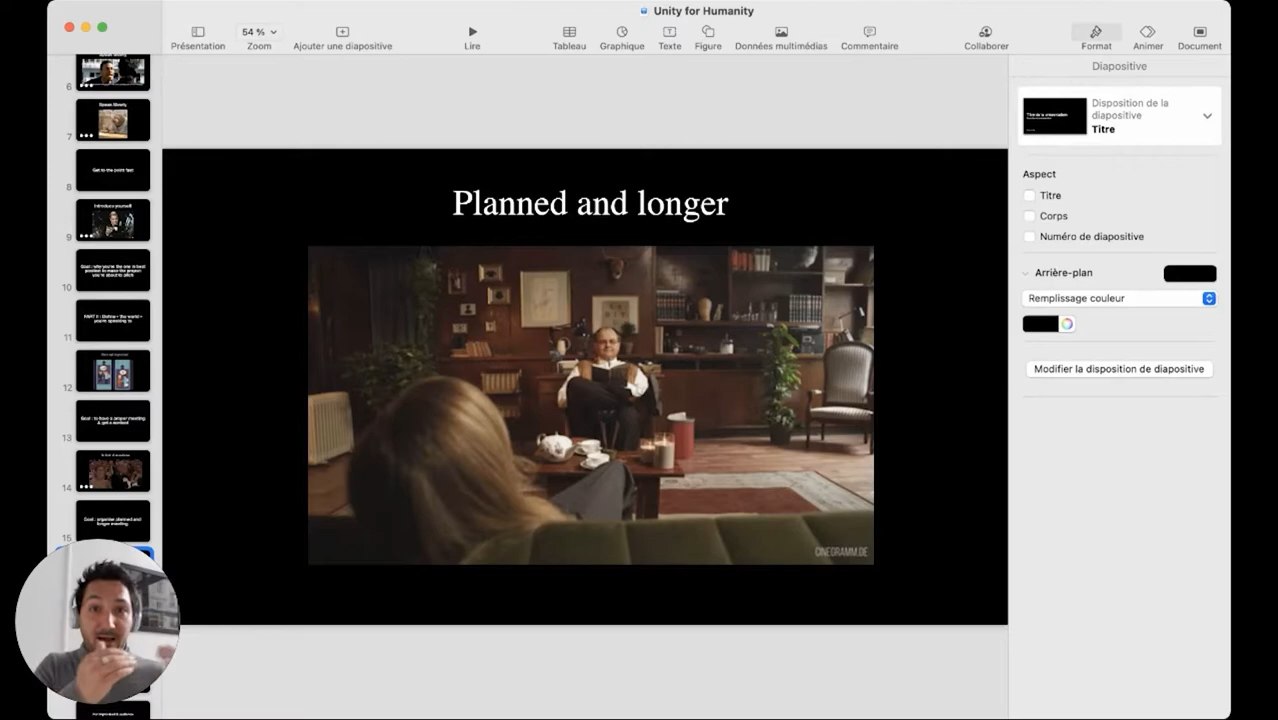 Unity for Humanity
54 %
Présentation
Zoom
Ajouter une diapositive
Lire
Tableau
Graphique
Texte
Figure
Données multimédias
Commentaire
Collaborer
Format
Animer
Document
6
7
Get to the point fast
8
Introduce yourself
9
10
11
12
Goal : to have a proper meeting
& get a contact
13
14
Goal : organise planned and
longer meeting
15
Planned and longer
CINEGRAMM.DE
Diapositive
Disposition de la
diapositive
Titre
Aspect
Titre
Corps
Numéro de diapositive
Arrière-plan
Remplissage couleur
Modifier la disposition de diapositive